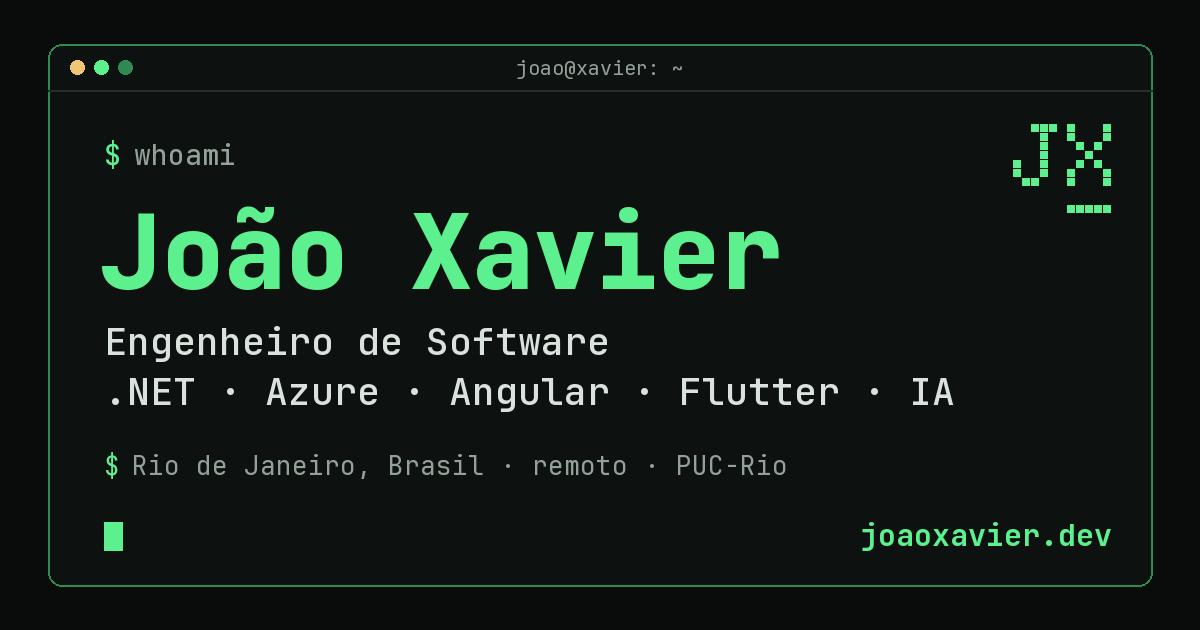 joao@xavier: ~
$ whoami
JX_
João Xavier
Engenheiro de Software
.NET · Azure · Angular · Flutter · IA
$ Rio de Janeiro, Brasil · remoto · PUC-Rio
joaoxavier.dev